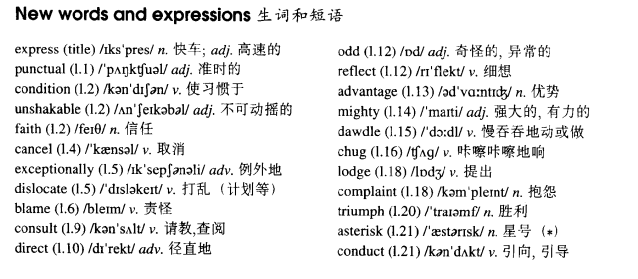 New words and expressions 生词和短语
express (title) /ɪks'pres/ n. 快车; adj. 高速的
punctual (l.1) /'pʌŋktʃuəl/ adj. 准时的
condition (l.2) /kən'dɪʃən/ v. 使习惯于
unshakable (l.2) /ʌn'ʃeɪkəbəl/ adj. 不可动摇的
faith (l.2) /feɪθ/ n. 信任
cancel (l.4) /'kænsəl/ v. 取消
exceptionally (l.5) /ɪk'sepʃənəli/ adv. 例外地
dislocate (l.5) /'dɪsləkeɪt/ v. 打乱（计划等）
blame (l.6) /bleɪm/ v. 责怪
consult (l.9) /kən'sʌlt/ v. 请教,查阅
direct (l.10) /dɪ'rekt/ adv. 径直地
odd (l.12) /ɒd/ adj. 奇怪的, 异常的
reflect (l.12) /rɪ'flekt/ v. 细想
advantage (l.13) /əd'vɑːntɪdʒ/ n. 优势
mighty (l.14) /'maɪti/ adj. 强大的, 有力的
dawdle (l.15) /'dɔːdl/ v. 慢吞吞地动或做
chug (l.16) /tʃʌg/ v. 咔嚓咔嚓地响
lodge (l.18) /lɒdʒ/ v. 提出
complaint (l.18) /kəm'pleɪnt/ n. 抱怨
triumph (l.20) /'traɪəmf/ n. 胜利
asterisk (l.21) /'æstərɪsk/ n. 星号 (*)
conduct (l.21) /kən'dʌkt/ v. 引向, 引导